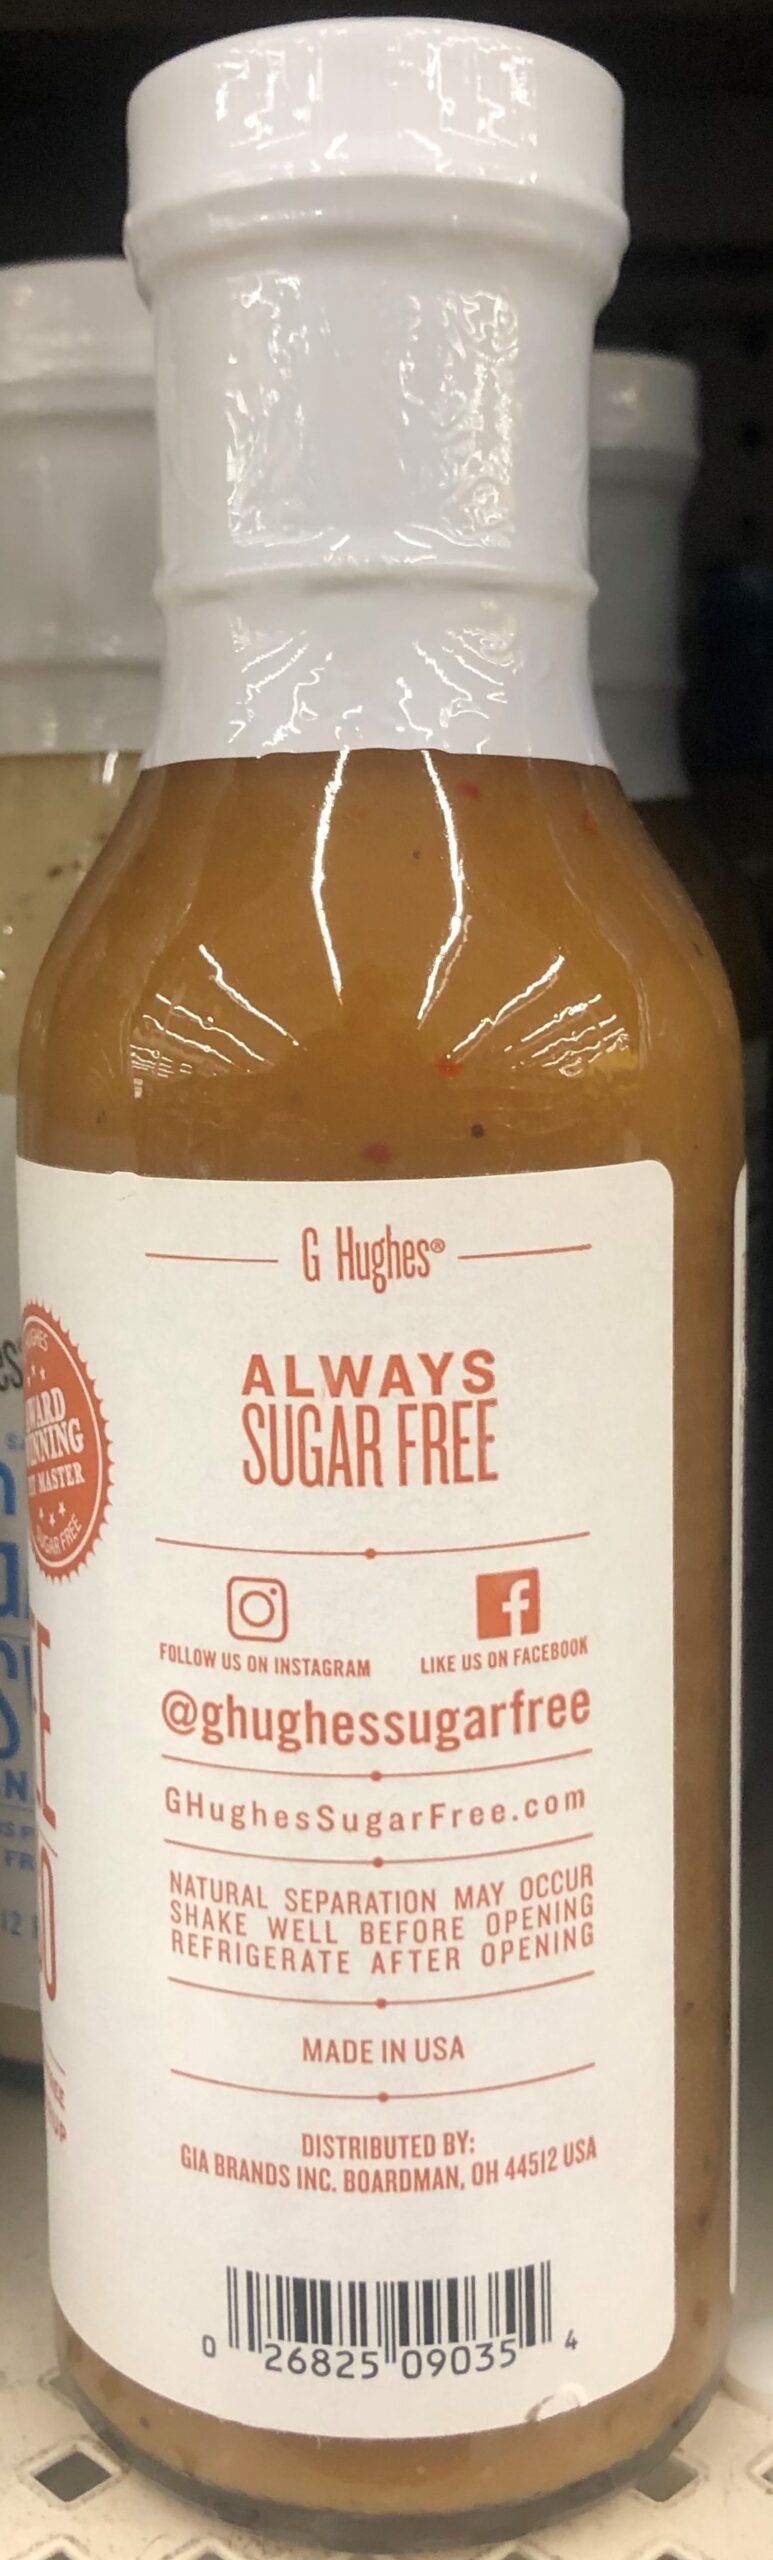 G Hughes®
ALWAYS
SUGAR FREE
FOLLOW US ON INSTAGRAM
LIKE US ON FACEBOOK
@ghughessugarfree
GHughesSugarFree.com
NATURAL SEPARATION MAY OCCUR
SHAKE WELL BEFORE OPENING
REFRIGERATE AFTER OPENING
MADE IN USA
DISTRIBUTED BY:
GIA BRANDS INC. BOARDMAN, OH 44512 USA
0 26825 09035 4
SUGAR FREE